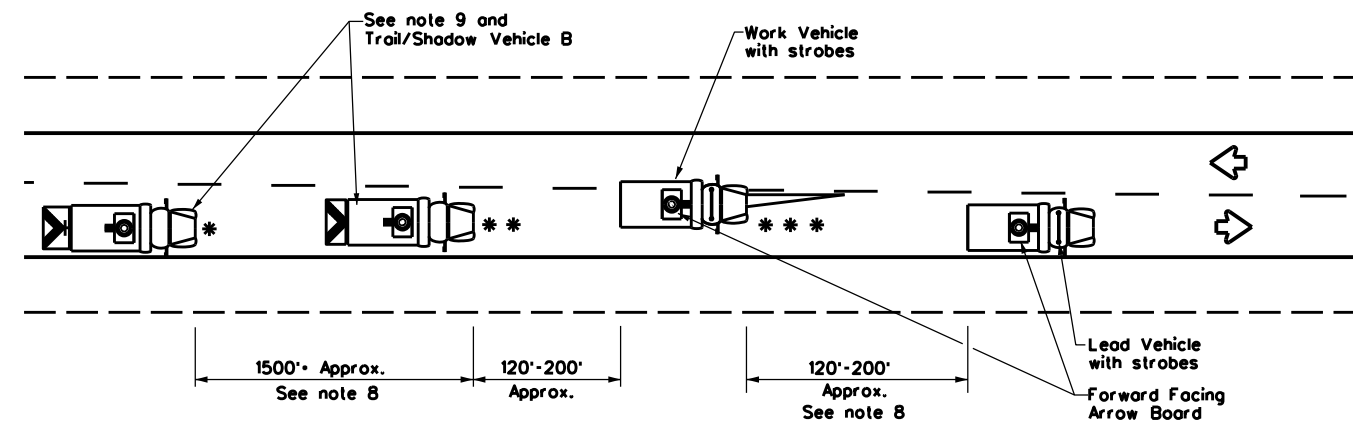 See note 9 and
Trail/Shadow Vehicle B
Work Vehicle
with strobes
*
* *
* * *
1500'+ Approx.
See note 8
120'-200'
Approx.
120'-200'
Approx.
See note 8
Lead Vehicle
with strobes
Forward Facing
Arrow Board